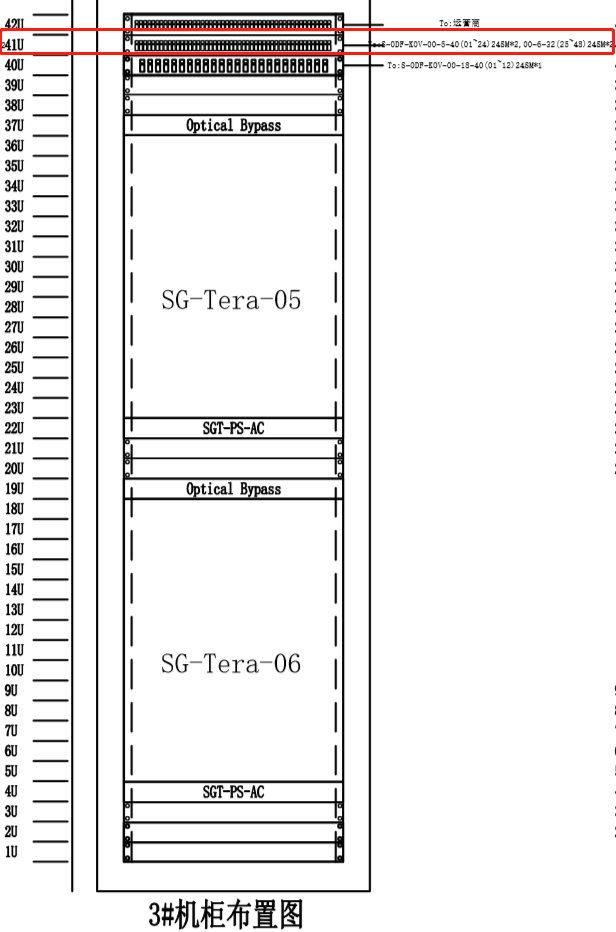 42U
To:运营商
41U
S-ODF-K0V-00-5-40(01~24)24SM*2,00-6-32(25~48)24SM*2
40U
To:S-ODF-K0V-00-18-40(01~12)24SM*1
39U
38U
37U
Optical Bypass
36U
35U
34U
33U
32U
31U
30U
29U
SG-Tera-05
28U
27U
26U
25U
24U
23U
22U
SGT-PS-AC
21U
20U
19U
Optical Bypass
18U
17U
16U
15U
14U
13U
12U
11U
SG-Tera-06
10U
9U
8U
7U
6U
5U
4U
SGT-PS-AC
3U
2U
1U
3#机柜布置图